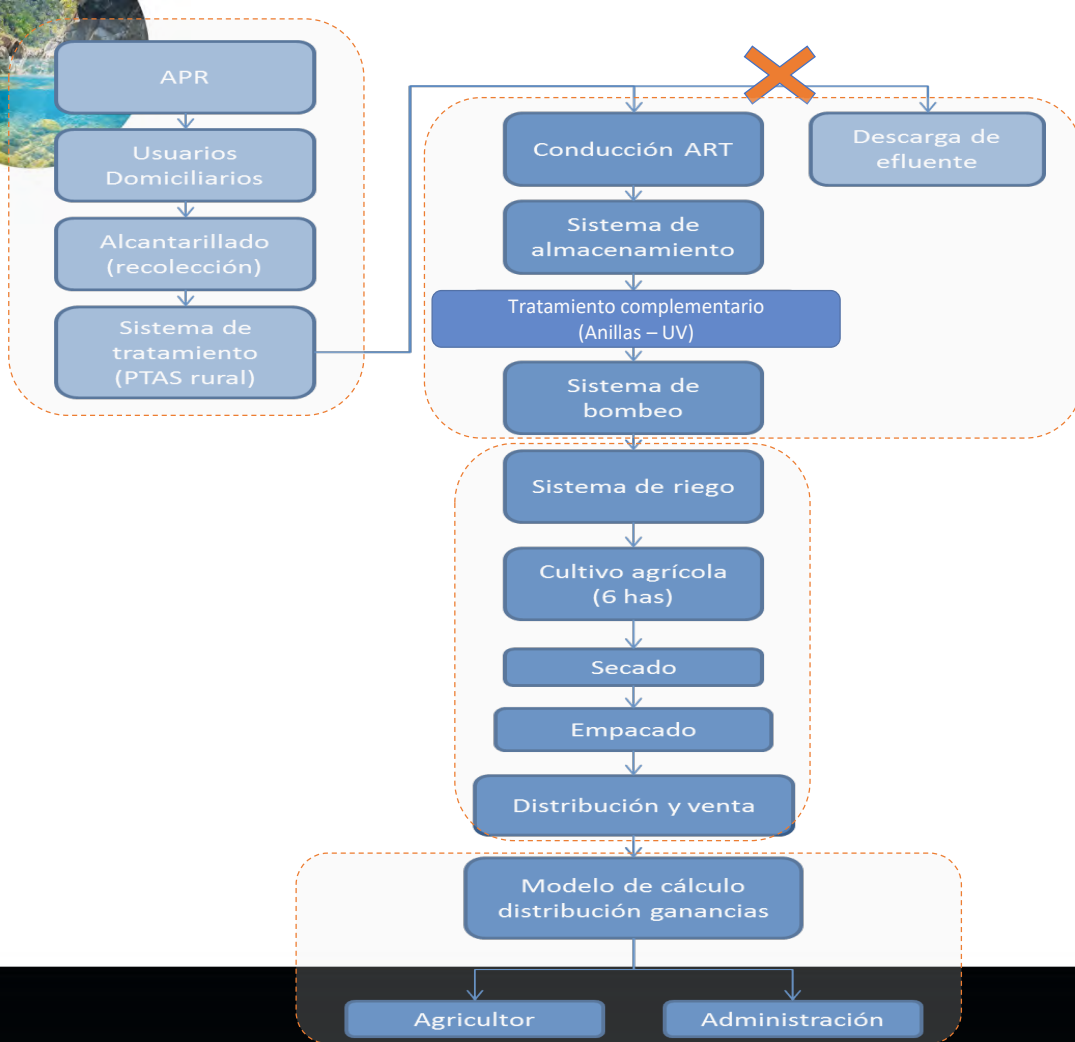 APR
Usuarios
Domiciliarios
Alcantarillado
(recolección)
Sistema de
tratamiento
(PTAS rural)
Conducción ART
Descarga de
efluente
Sistema de
almacenamiento
Tratamiento complementario
(Anillas – UV)
Sistema de
bombeo
Sistema de riego
Cultivo agrícola
(6 has)
Secado
Empacado
Distribución y venta
Modelo de cálculo
distribución ganancias
Agricultor
Administración